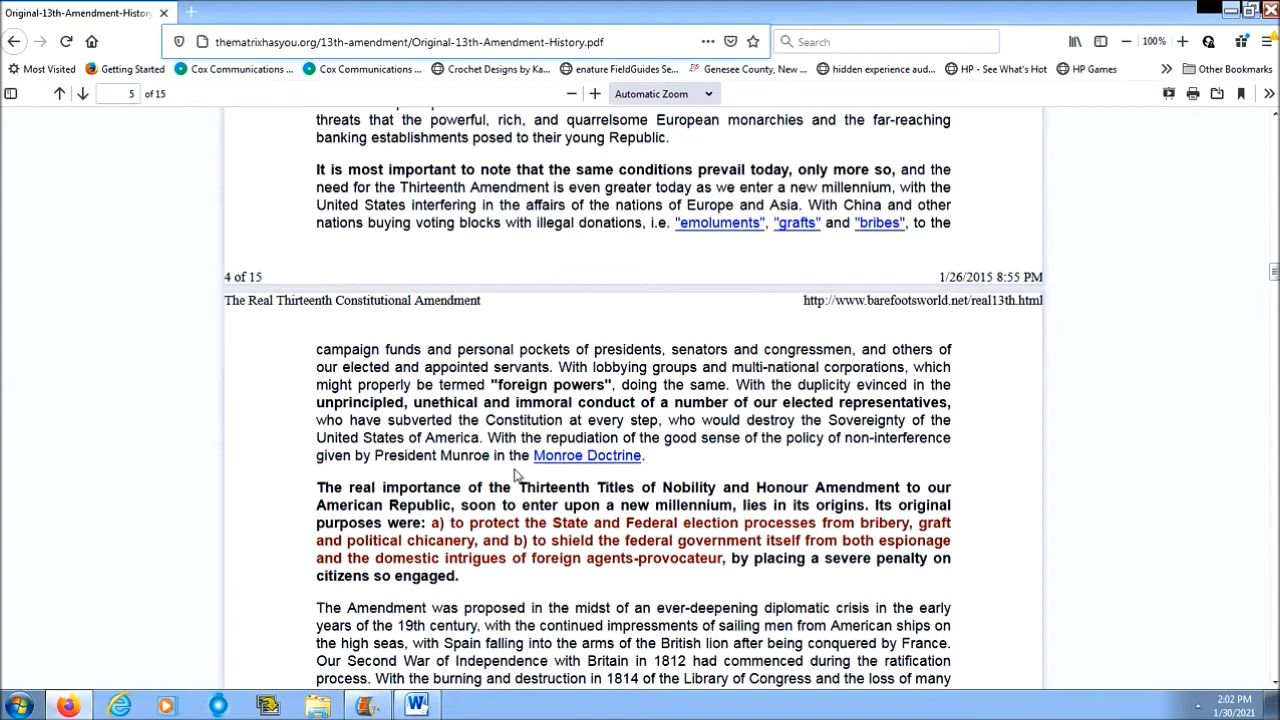 Original-13th-Amendment-History
thematrixhasyou.org/13th-amendment/Original-13th-Amendment-History.pdf
Search
100%
Most Visited
Getting Started
Cox Communications ...
Cox Communications ...
Crochet Designs by Ka...
enature FieldGuides Se...
Genesee County, New ...
hidden experience aud...
HP - See What's Hot
HP Games
Other Bookmarks
5 of 15
Automatic Zoom
threats that the powerful, rich, and quarrelsome European monarchies and the far-reaching
banking establishments posed to their young Republic.
It is most important to note that the same conditions prevail today, only more so, and the
need for the Thirteenth Amendment is even greater today as we enter a new millennium, with the
United States interfering in the affairs of the nations of Europe and Asia. With China and other
nations buying voting blocks with illegal donations, i.e. "emoluments", "grafts" and "bribes", to the
4 of 15
1/26/2015 8:55 PM
The Real Thirteenth Constitutional Amendment
http://www.barefootsworld.net/real13th.html
campaign funds and personal pockets of presidents, senators and congressmen, and others of
our elected and appointed servants. With lobbying groups and multi-national corporations, which
might properly be termed "foreign powers", doing the same. With the duplicity evinced in the
unprincipled, unethical and immoral conduct of a number of our elected representatives,
who have subverted the Constitution at every step, who would destroy the Sovereignty of the
United States of America. With the repudiation of the good sense of the policy of non-interference
given by President Munroe in the Monroe Doctrine.
The real importance of the Thirteenth Titles of Nobility and Honour Amendment to our
American Republic, soon to enter upon a new millennium, lies in its origins. Its original
purposes were: a) to protect the State and Federal election processes from bribery, graft
and political chicanery, and b) to shield the federal government itself from both espionage
and the domestic intrigues of foreign agents-provocateur, by placing a severe penalty on
citizens so engaged.
The Amendment was proposed in the midst of an ever-deepening diplomatic crisis in the early
years of the 19th century, with the continued impressments of sailing men from American ships on
the high seas, with Spain falling into the arms of the British lion after being conquered by France.
Our Second War of Independence with Britain in 1812 had commenced during the ratification
process. With the burning and destruction in 1814 of the Library of Congress and the loss of many
2:02 PM
1/30/2021